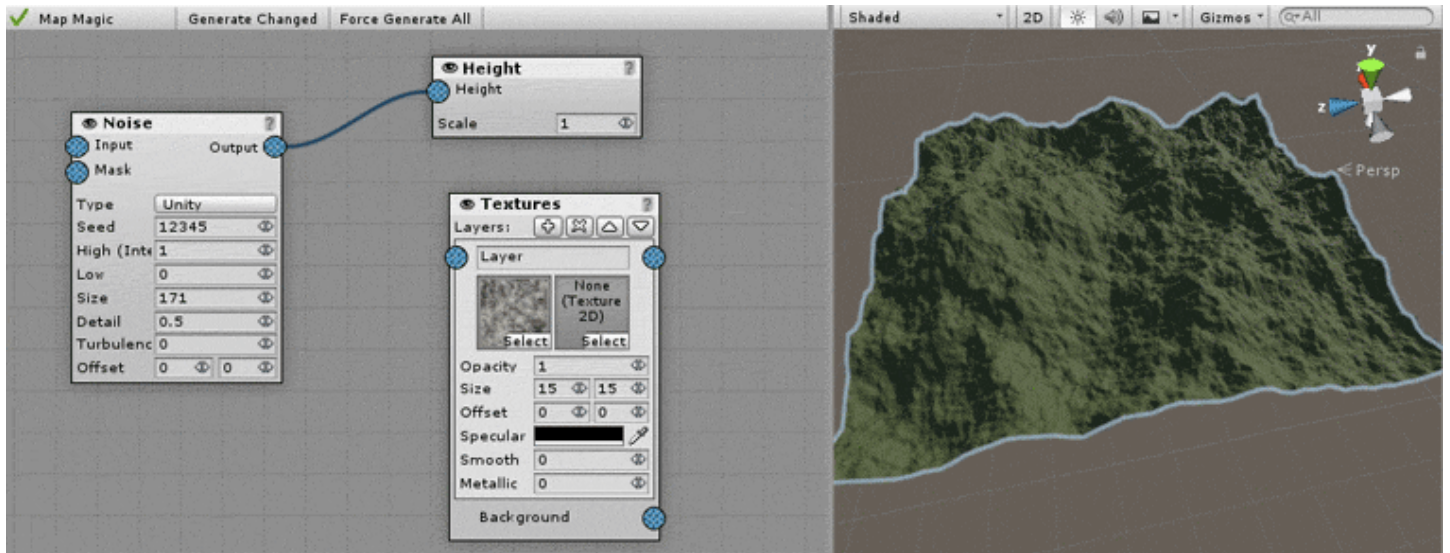 Map Magic Generate Changed Force Generate All
Shaded 2D Gizmos All
Noise ?
Input Output
Mask
Type Unity
Seed 12345
High (Inte 1
Low 0
Size 171
Detail 0.5
Turbulenc 0
Offset 0 0
Height ?
Height
Scale 1
Textures ?
Layers:
Layer
None
(Texture
2D)
Select Select
Opacity 1
Size 15 15
Offset 0 0
Specular
Smooth 0
Metallic 0
Background
y
z
Persp